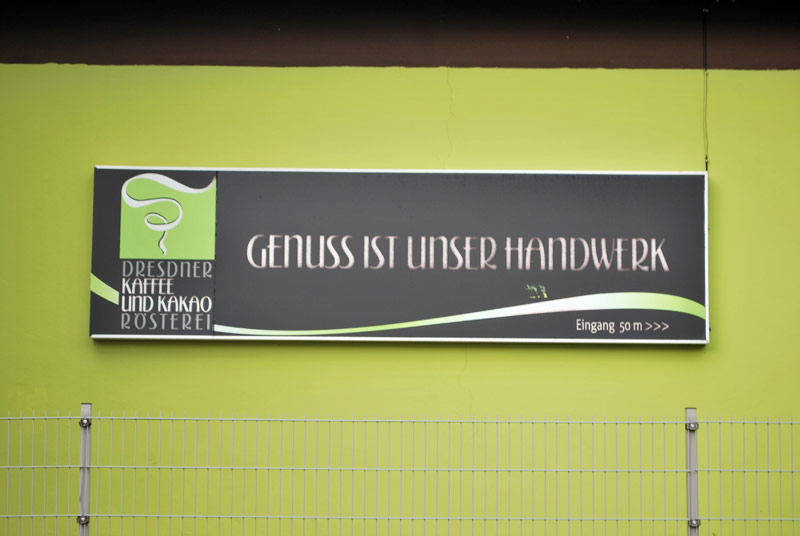 DRESDNER
KAFFEE
UND KAKAO
RÖSTEREI
GENUSS IST UNSER HANDWERK
Eingang 50 m >>>